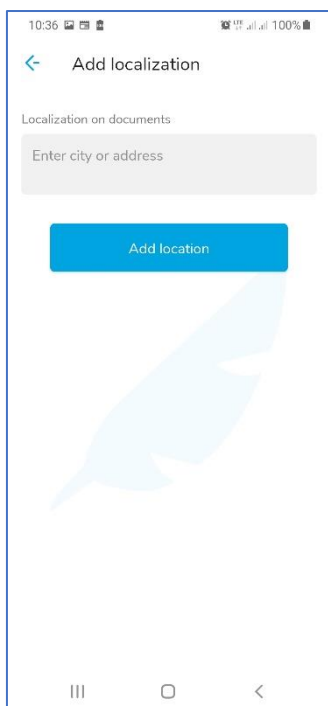 10:36 100%
Add localization
Localization on documents
Enter city or address
Add location